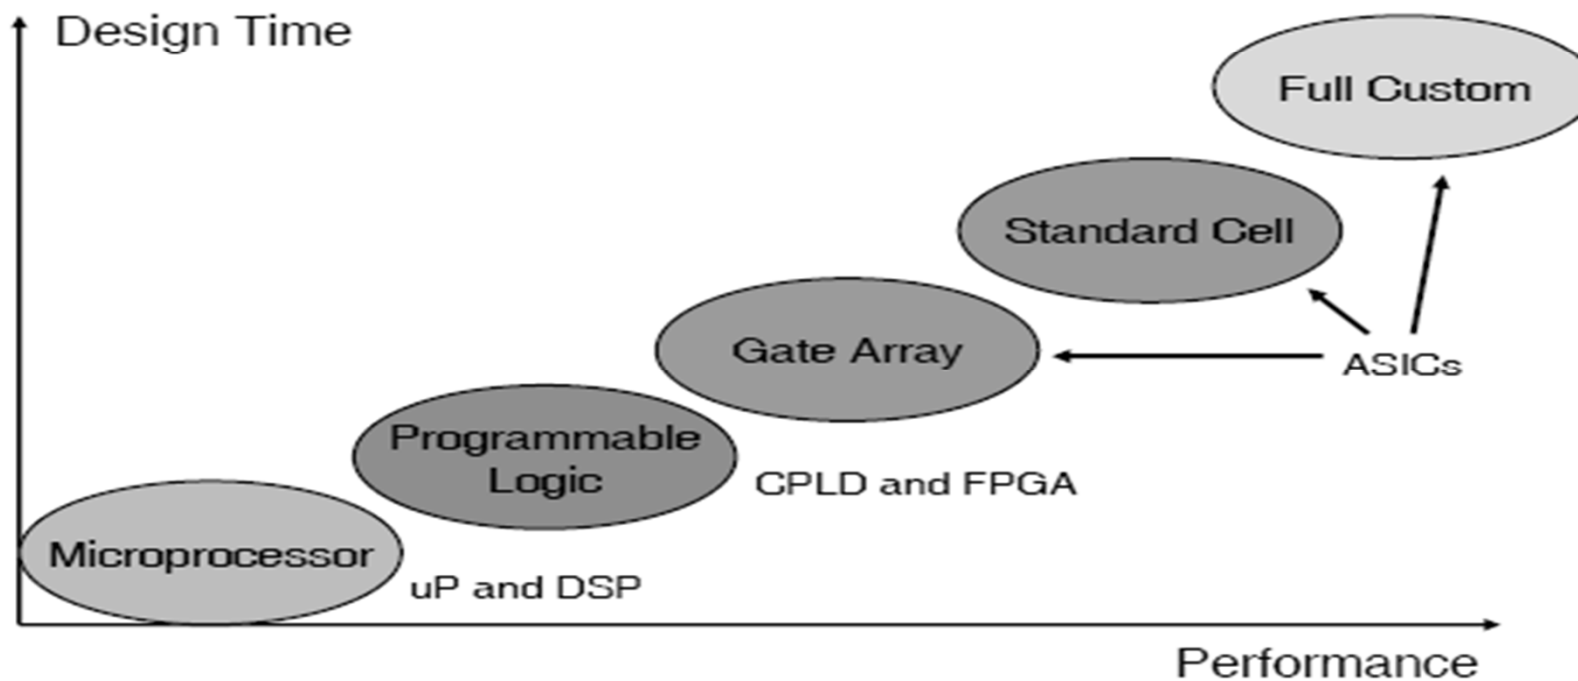 Design Time
Full Custom
Standard Cell
Gate Array
ASICs
Programmable
Logic
CPLD and FPGA
Microprocessor
uP and DSP
Performance